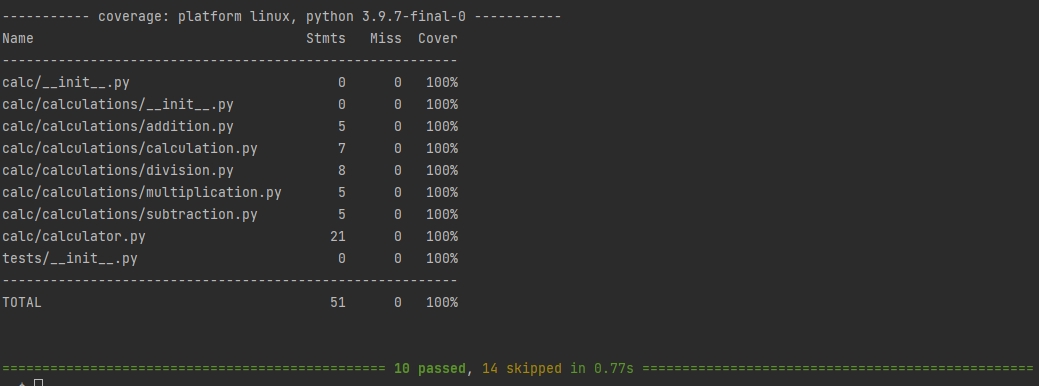 ----------- coverage: platform linux, python 3.9.7-final-0 -----------
Name                                  Stmts   Miss  Cover
---------------------------------------------------------
calc/__init__.py                          0      0   100%
calc/calculations/__init__.py             0      0   100%
calc/calculations/addition.py             5      0   100%
calc/calculations/calculation.py          7      0   100%
calc/calculations/division.py             8      0   100%
calc/calculations/multiplication.py       5      0   100%
calc/calculations/subtraction.py          5      0   100%
calc/calculator.py                       21      0   100%
tests/__init__.py                         0      0   100%
---------------------------------------------------------
TOTAL                                    51      0   100%
================================================ 10 passed, 14 skipped in 0.77s =================================================